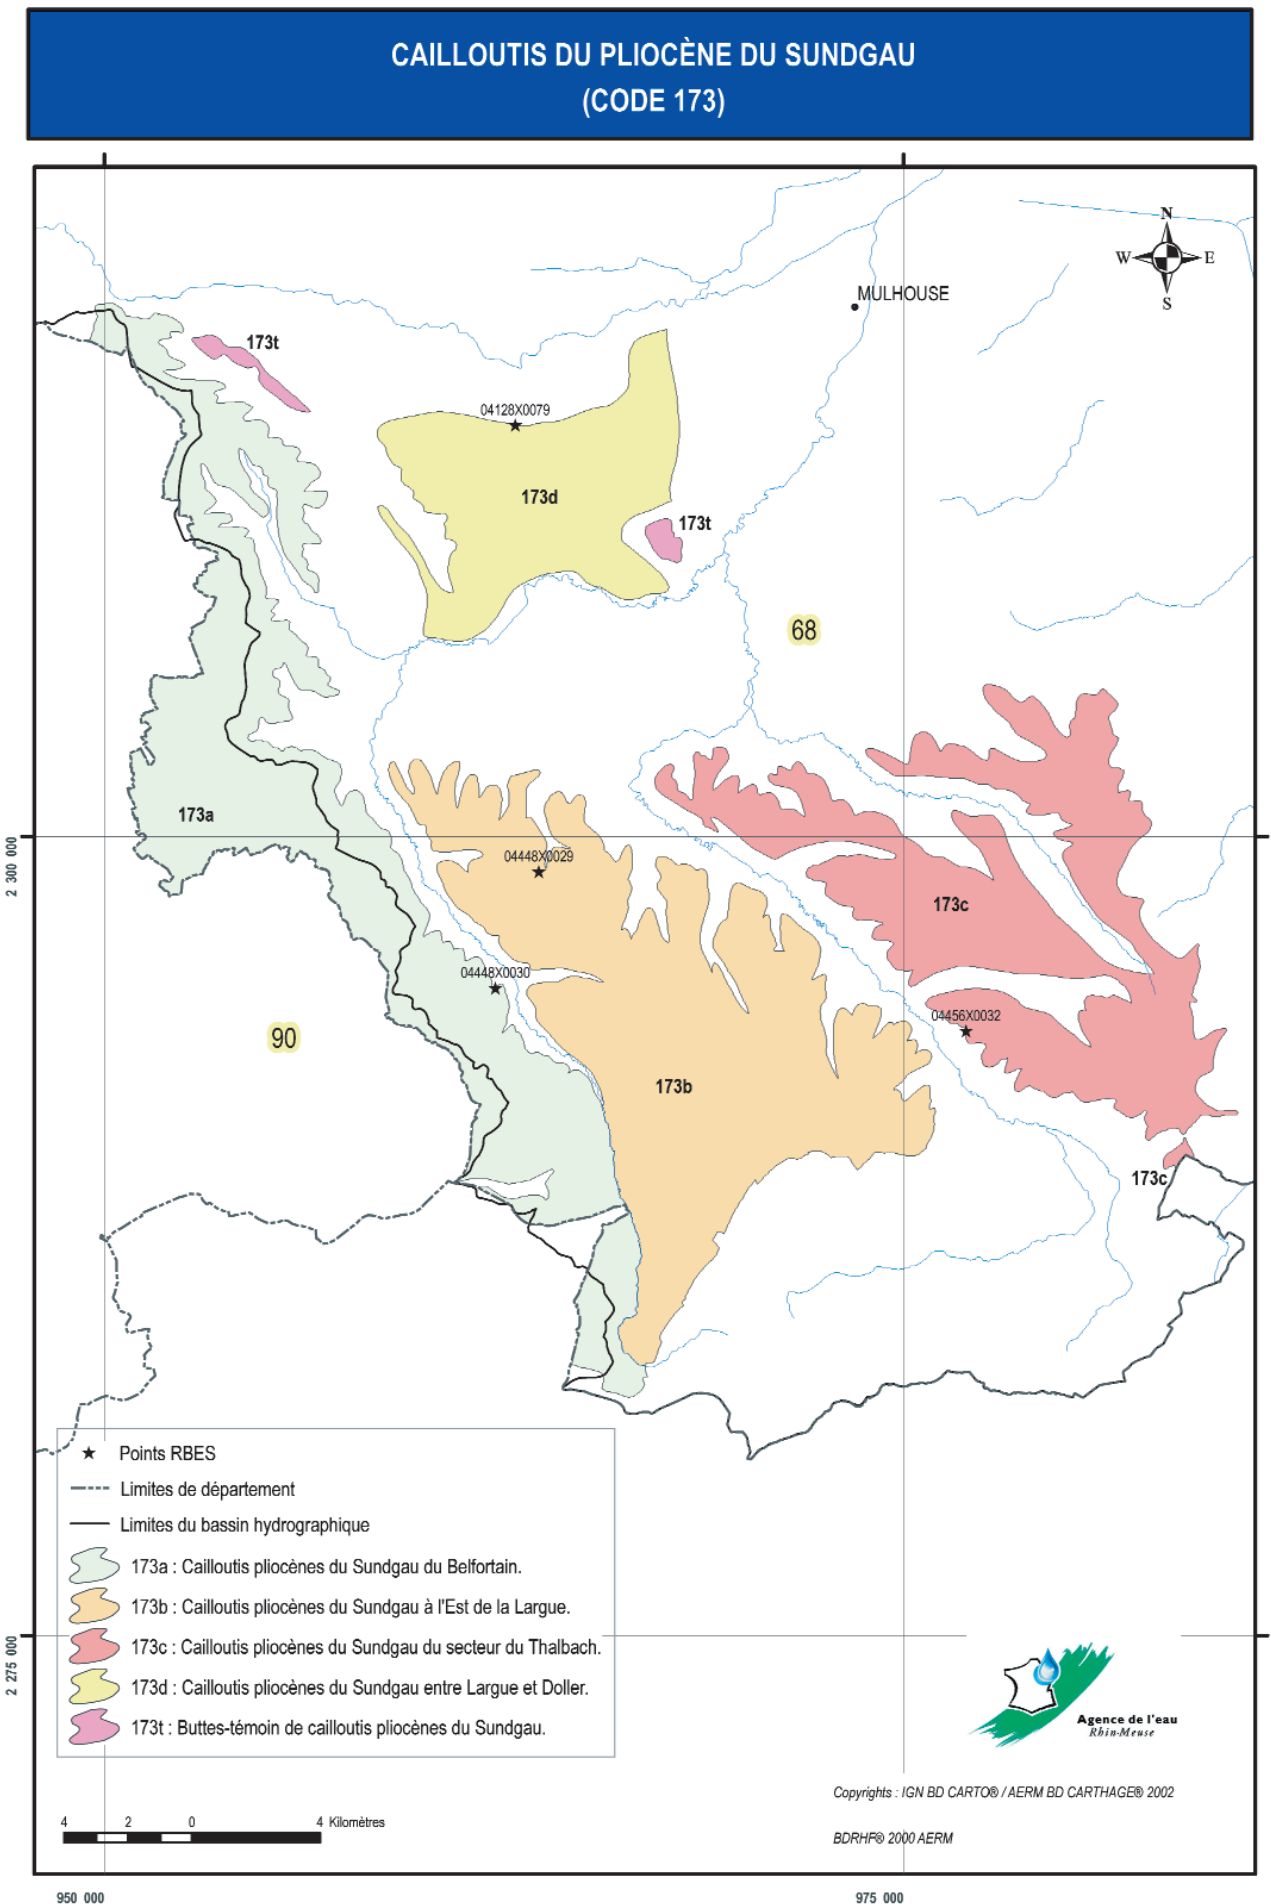 CAILLOUTIS DU PLIOCÈNE DU SUNDGAU
(CODE 173)
N
W E
S
MULHOUSE
173t
04128X0079
173d
173t
68
173a
2 300 000
04448X0029
173c
04448X0030
04456X0032
90
173b
173c
Points RBES
Limites de département
Limites du bassin hydrographique
173a : Cailloutis pliocènes du Sundgau du Belfortain.
173b : Cailloutis pliocènes du Sundgau à l'Est de la Largue.
173c : Cailloutis pliocènes du Sundgau du secteur du Thalbach.
173d : Cailloutis pliocènes du Sundgau entre Largue et Doller.
173t : Buttes-témoin de cailloutis pliocènes du Sundgau.
2 275 000
Agence de l'eau
Rhin-Meuse
Copyrights : IGN BD CARTO® / AERM BD CARTHAGE® 2002
4 2 0 4 Kilomètres
BDRHF® 2000 AERM
950 000 975 000